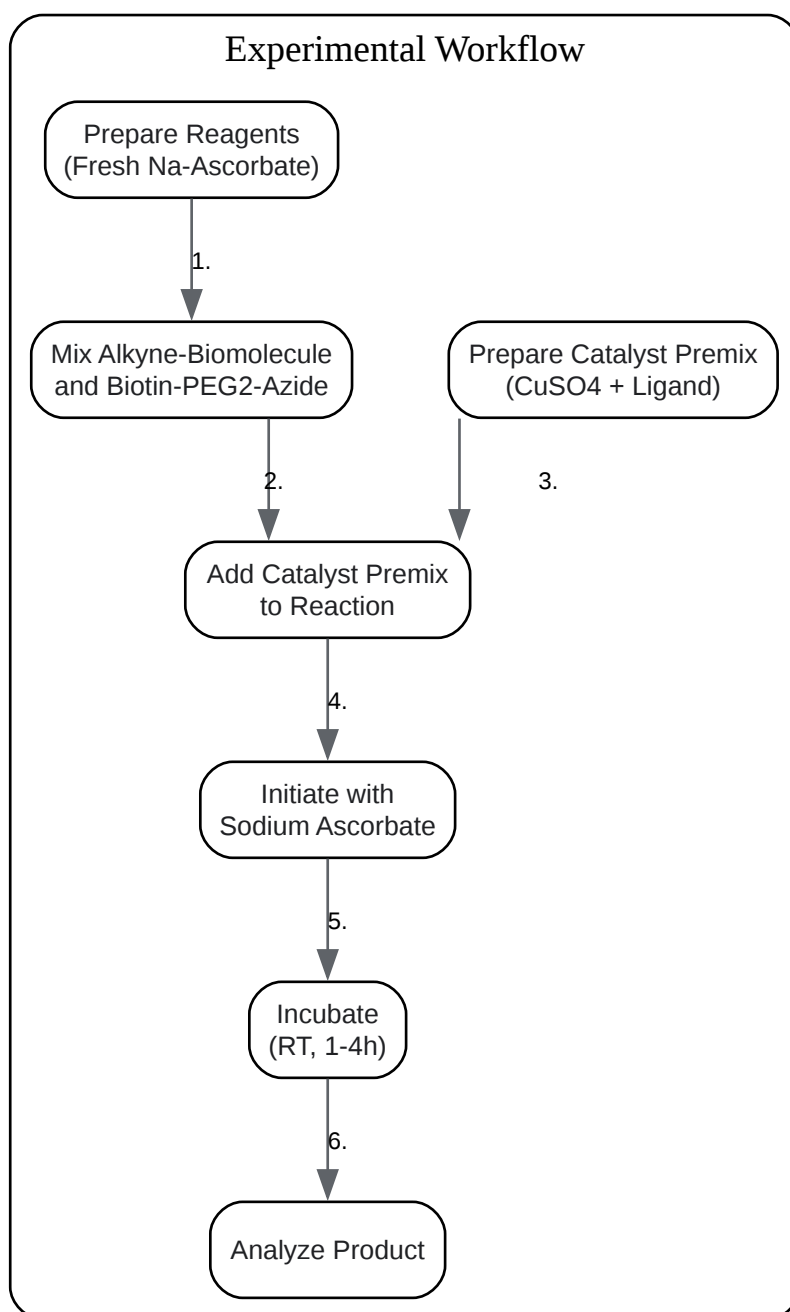 Experimental Workflow
Prepare Reagents
(Fresh Na-Ascorbate)
1.
Mix Alkyne-Biomolecule
and Biotin-PEG2-Azide
Prepare Catalyst Premix
(CuSO4 + Ligand)
2.
3.
Add Catalyst Premix
to Reaction
4.
Initiate with
Sodium Ascorbate
5.
Incubate
(RT, 1-4h)
6.
Analyze Product